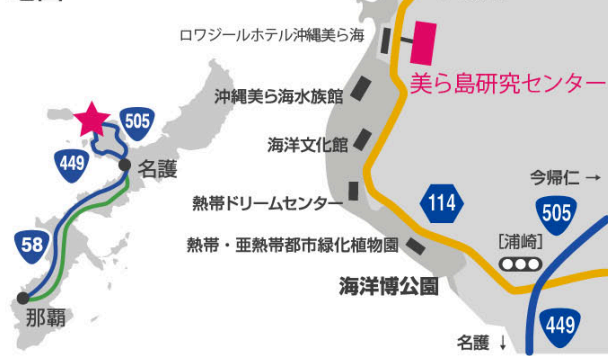 ロワジールホテル沖縄美ら海
美ら島研究センター
沖縄美ら海水族館
505
海洋文化館
449
名護
今帰仁 →
熱帯ドリームセンター
114
505
58
熱帯・亜熱帯都市緑化植物園
[浦崎]
海洋博公園
那覇
449
名護 ↓